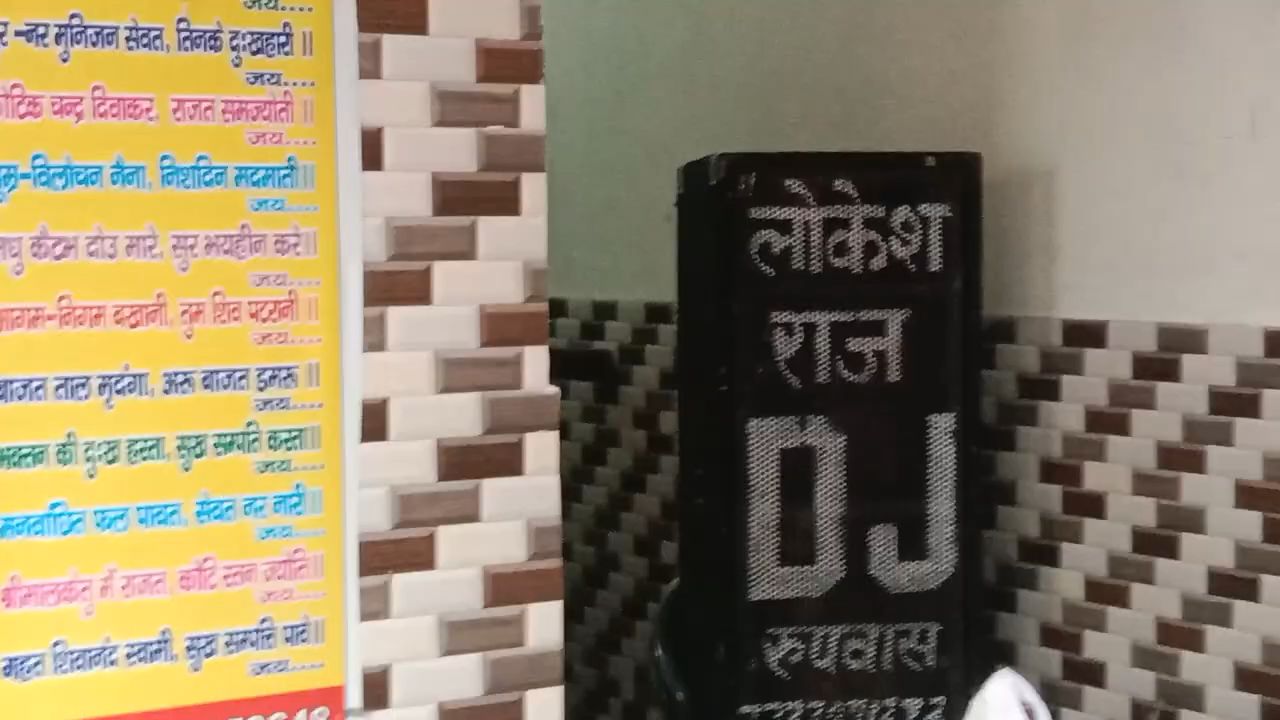 जय....
-नर मुनिजन सेवत, तिनके दुःखहारी ||
जय....
चन्द्र दिवाकर, राजत समज्योती ||
जय....
-विलोचन नैना, निशदिन मदमाती ||
जय....
कैटभ दोउ मारे, सुर भयहीन करे ||
जय....
आगम-निगम बखानी, तुम शिव पटरानी ||
जय....
बाजत ताल मृदंगा, अरू बाजत डमरू ||
जय....
भक्तन की दुःख हरता, सुख सम्पति करता ||
जय....
मनवांछित फल पावत, सेवत नर नारी ||
जय....
श्रीमालकेतु में राजत, कोटि रतन ज्योति ||
जय....
शिवानंद स्वामी, सुख सम्पत्ति पावे ||
जय....
लोकेश
राज
DJ
रुपवास